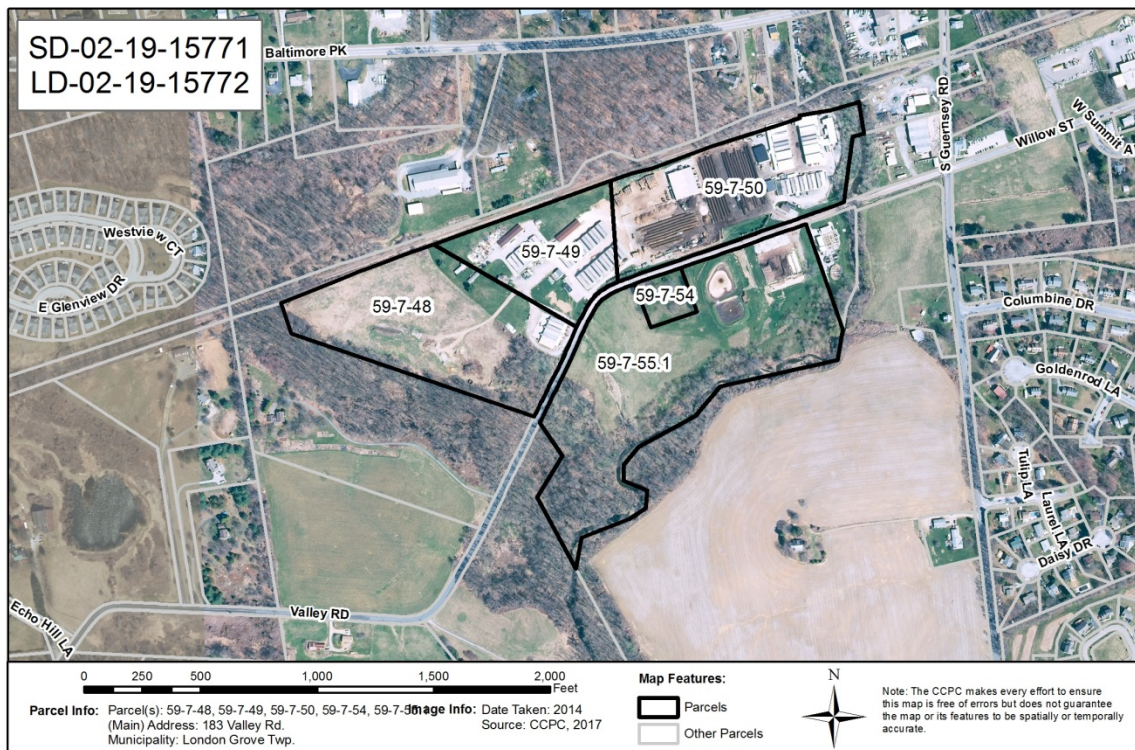 SD-02-19-15771
LD-02-19-15772
Baltimore PK
S Guernsey RD.
Willow ST
W Summit AV
59-7-50
Westview CT
59-7-49
E Glenview DR
59-7-54
59-7-48
Columbine DR
59-7-55.1
Goldenrod LA
Tulip LA
Laurel LA
Daisy DR
Valley RD
Echo Hill LA
0 250 500 1,000 1,500 2,000
Feet
Parcel Info: Parcel(s): 59-7-48, 59-7-49, 59-7-50, 59-7-54, 59-7-55.1
(Main) Address: 183 Valley Rd.
Municipality: London Grove Twp.
Image Info: Date Taken: 2014
Source: CCPC, 2017
Map Features:
Parcels
Other Parcels
N
Note: The CCPC makes every effort to ensure
this map is free of errors but does not guarantee
the map or its features to be spatially or temporally
accurate.